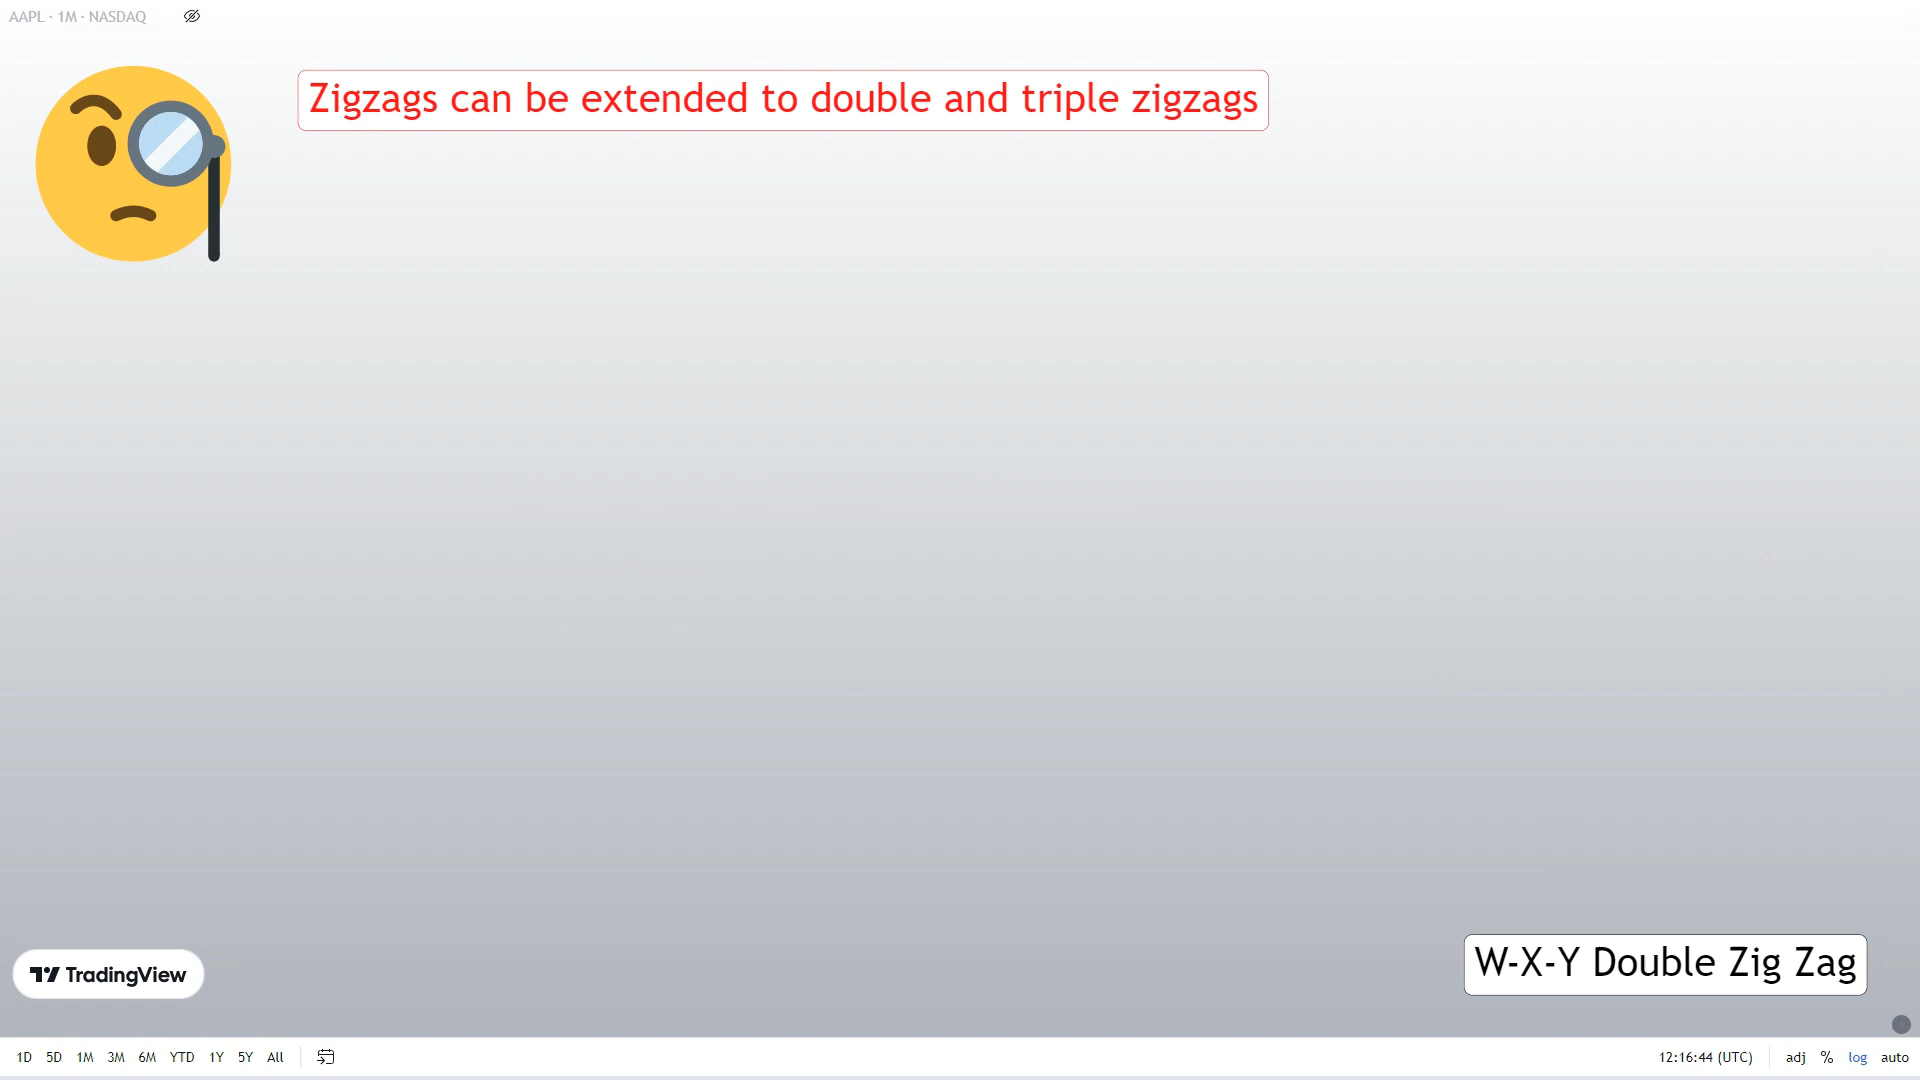 AAPL · 1M · NASDAQ
Zigzags can be extended to double and triple zigzags
TradingView
W-X-Y Double Zig Zag
1D 5D 1M 3M 6M YTD 1Y 5Y All 12:16:44 (UTC) adj % log auto